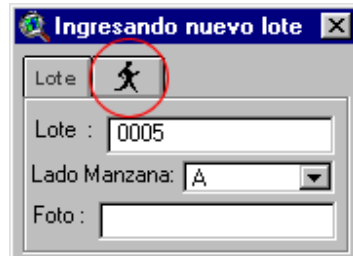 Ingresando nuevo lote
Lote
Lote : 0005
Lado Manzana: A
Foto :